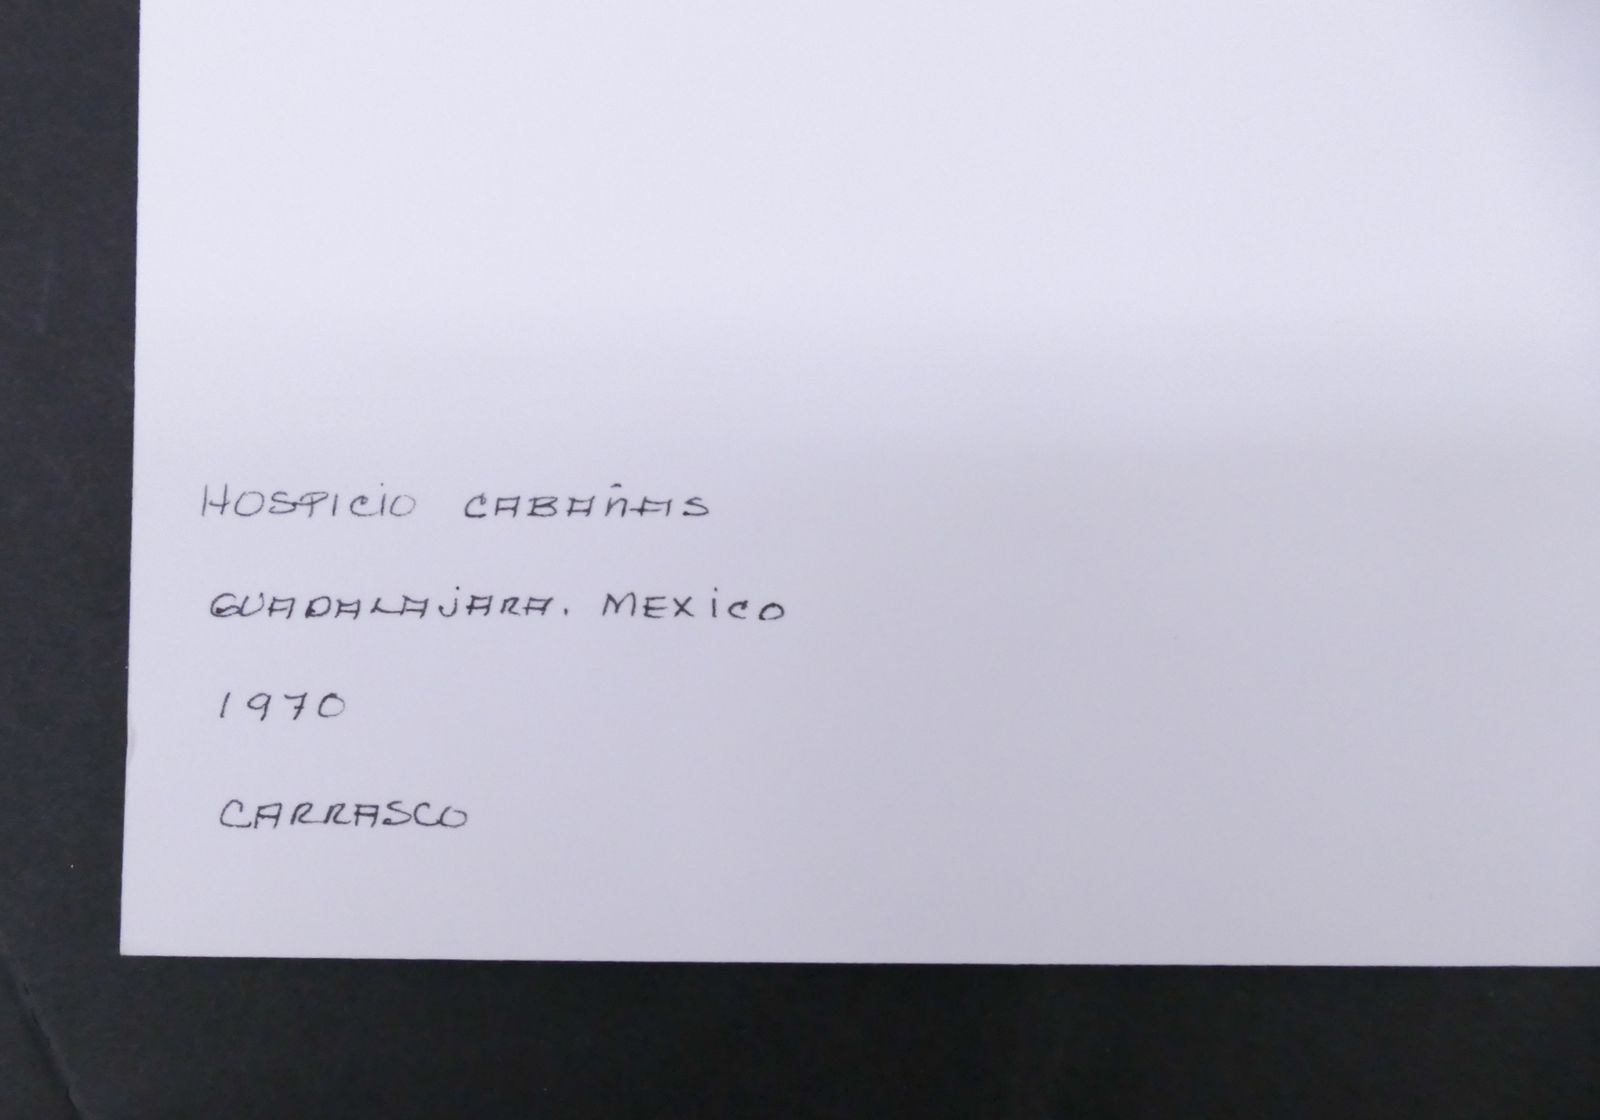 HOSPICIO CABAÑAS
GUADALAJARA. MEXICO
1970
CARRASCO